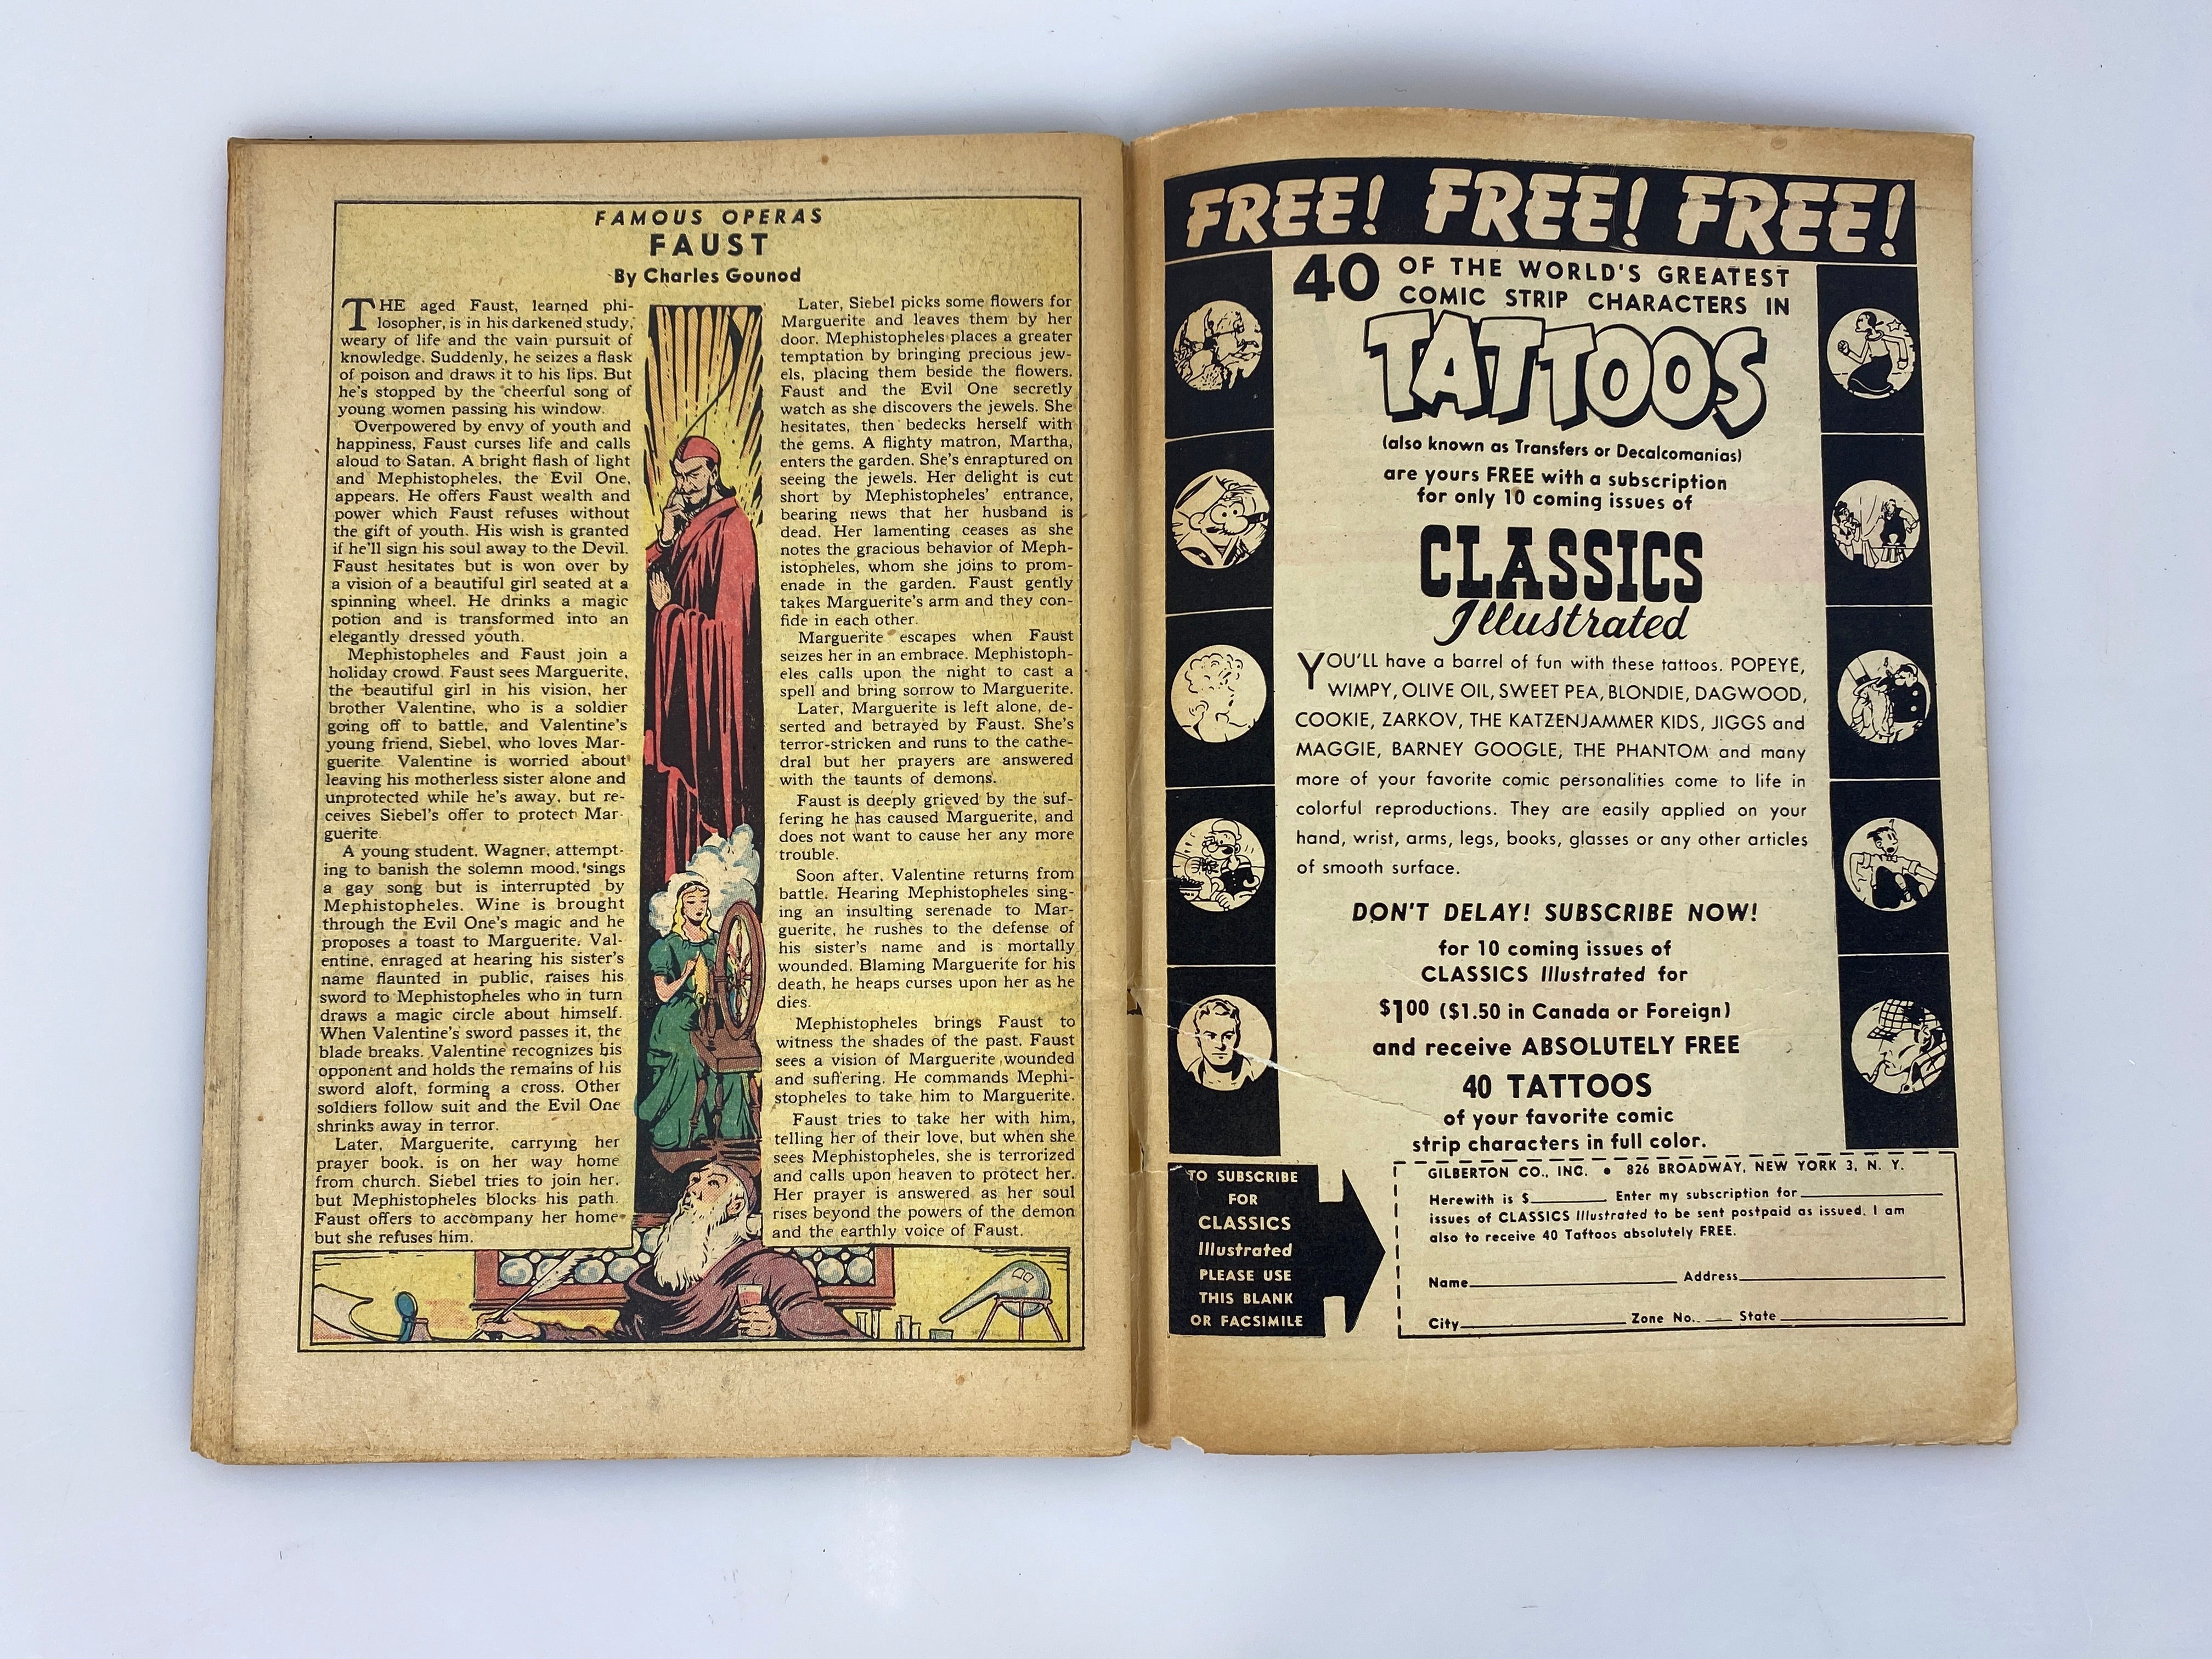 FAMOUS OPERAS
FAUST
By Charles Gounod
THE aged Faust, learned phi-
losopher, is in his darkened study,
weary of life and the vain pursuit of
knowledge. Suddenly, he seizes a flask
of poison and draws it to his lips. But
he's stopped by the cheerful song of
young women passing his window.
Overpowered by envy of youth and
happiness, Faust curses life and calls
aloud to Satan. A bright flash of light
and Mephistopheles, the Evil One,
appears. He offers Faust wealth and
power which Faust refuses without
the gift of youth. His wish is granted
if he'll sign his soul away to the Devil.
Faust hesitates but is won over by
a vision of a beautiful girl seated at a
spinning wheel. He drinks a magic
potion and is transformed into an
elegantly dressed youth.
Mephistopheles and Faust join a
holiday crowd. Faust sees Marguerite,
the beautiful girl in his vision, her
brother Valentine, who is a soldier
going off to battle, and Valentine's
young friend, Siebel, who loves Mar-
guerite. Valentine is worried about
leaving his motherless sister alone and
unprotected while he's away, but re-
ceives Siebel's offer to protect Mar-
guerite.
A young student, Wagner, attempt-
ing to banish the solemn mood, sings
a gay song but is interrupted by
Mephistopheles. Wine is brought
through the Evil One's magic and he
proposes a toast to Marguerite. Val-
entine, enraged at hearing his sister's
name flaunted in public, raises his
sword to Mephistopheles who in turn
draws a magic circle about himself.
When Valentine's sword passes it, the
blade breaks. Valentine recognizes his
opponent and holds the remains of his
sword aloft, forming a cross. Other
soldiers follow suit and the Evil One
shrinks away in terror.
Later, Marguerite, carrying her
prayer book, is on her way home
from church. Siebel tries to join her,
but Mephistopheles blocks his path.
Faust offers to accompany her home
but she refuses him.
Later, Siebel picks some flowers for
Marguerite and leaves them by her
door. Mephistopheles places a greater
temptation by bringing precious jew-
els, placing them beside the flowers.
Faust and the Evil One secretly
watch as she discovers the jewels. She
hesitates, then bedecks herself with
the gems. A flighty matron, Martha,
enters the garden. She's enraptured on
seeing the jewels. Her delight is cut
short by Mephistopheles' entrance,
bearing news that her husband is
dead. Her lamenting ceases as she
notes the gracious behavior of Meph-
istopheles, whom she joins to prom-
enade in the garden. Faust gently
takes Marguerite's arm and they con-
fide in each other.
Marguerite escapes when Faust
seizes her in an embrace. Mephistoph-
eles calls upon the night to cast a
spell and bring sorrow to Marguerite.
Later, Marguerite is left alone, de-
serted and betrayed by Faust. She's
terror-stricken and runs to the cathe-
dral but her prayers are answered
with the taunts of demons.
Faust is deeply grieved by the suf-
fering he has caused Marguerite, and
does not want to cause her any more
trouble.
Soon after, Valentine returns from
battle. Hearing Mephistopheles sing-
ing an insulting serenade to Mar-
guerite, he rushes to the defense of
his sister's name and is mortally
wounded. Blaming Marguerite for his
death, he heaps curses upon her as he
dies.
Mephistopheles brings Faust to
witness the shades of the past. Faust
sees a vision of Marguerite wounded
and suffering. He commands Mephi-
stopheles to take him to Marguerite.
Faust tries to take her with him,
telling her of their love, but when she
sees Mephistopheles, she is terrorized
and calls upon heaven to protect her.
Her prayer is answered as her soul
rises beyond the powers of the demon
and the earthly voice of Faust.
FREE! FREE! FREE!
40 OF THE WORLD'S GREATEST
COMIC STRIP CHARACTERS IN
TATTOOS
(also known as Transfers or Decalcomanias)
are yours FREE with a subscription
for only 10 coming issues of
CLASSICS
Illustrated
YOU'LL have a barrel of fun with these tattoos. POPEYE,
WIMPY, OLIVE OIL, SWEET PEA, BLONDIE, DAGWOOD,
COOKIE, ZARKOV, THE KATZENJAMMER KIDS, JIGGS and
MAGGIE, BARNEY GOOGLE, THE PHANTOM and many
more of your favorite comic personalities come to life in
colorful reproductions. They are easily applied on your
hand, wrist, arms, legs, books, glasses or any other articles
of smooth surface.
DON'T DELAY! SUBSCRIBE NOW!
for 10 coming issues of
CLASSICS Illustrated for
$1.00 ($1.50 in Canada or Foreign)
and receive ABSOLUTELY FREE
40 TATTOOS
of your favorite comic
strip characters in full color.
TO SUBSCRIBE
FOR
CLASSICS
Illustrated
PLEASE USE
THIS BLANK
OR FACSIMILE
GILBERTON CO., INC. • 826 BROADWAY, NEW YORK 3, N. Y.
Herewith is $________ Enter my subscription for________
issues of CLASSICS Illustrated to be sent postpaid as issued. I am
also to receive 40 Tattoos absolutely FREE.
Name________ Address________
City________ Zone No.____ State________